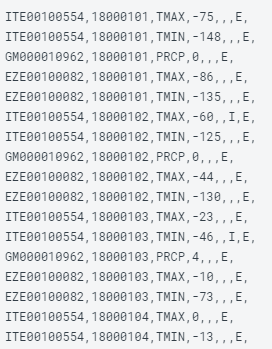 ITE00100554,18000101,TMAX,-75,,,E,
ITE00100554,18000101,TMIN,-148,,,E,
GM000010962,18000101,PRCP,0,,,E,
EZE00100082,18000101,TMAX,-86,,,E,
EZE00100082,18000101,TMIN,-135,,,E,
ITE00100554,18000102,TMAX,-60,,I,E,
ITE00100554,18000102,TMIN,-125,,,E,
GM000010962,18000102,PRCP,0,,,E,
EZE00100082,18000102,TMAX,-44,,,E,
EZE00100082,18000102,TMIN,-130,,,E,
ITE00100554,18000103,TMAX,-23,,,E,
ITE00100554,18000103,TMIN,-46,,I,E,
GM000010962,18000103,PRCP,4,,,E,
EZE00100082,18000103,TMAX,-10,,,E,
EZE00100082,18000103,TMIN,-73,,,E,
ITE00100554,18000104,TMAX,0,,,E,
ITE00100554,18000104,TMIN,-13,,,E,